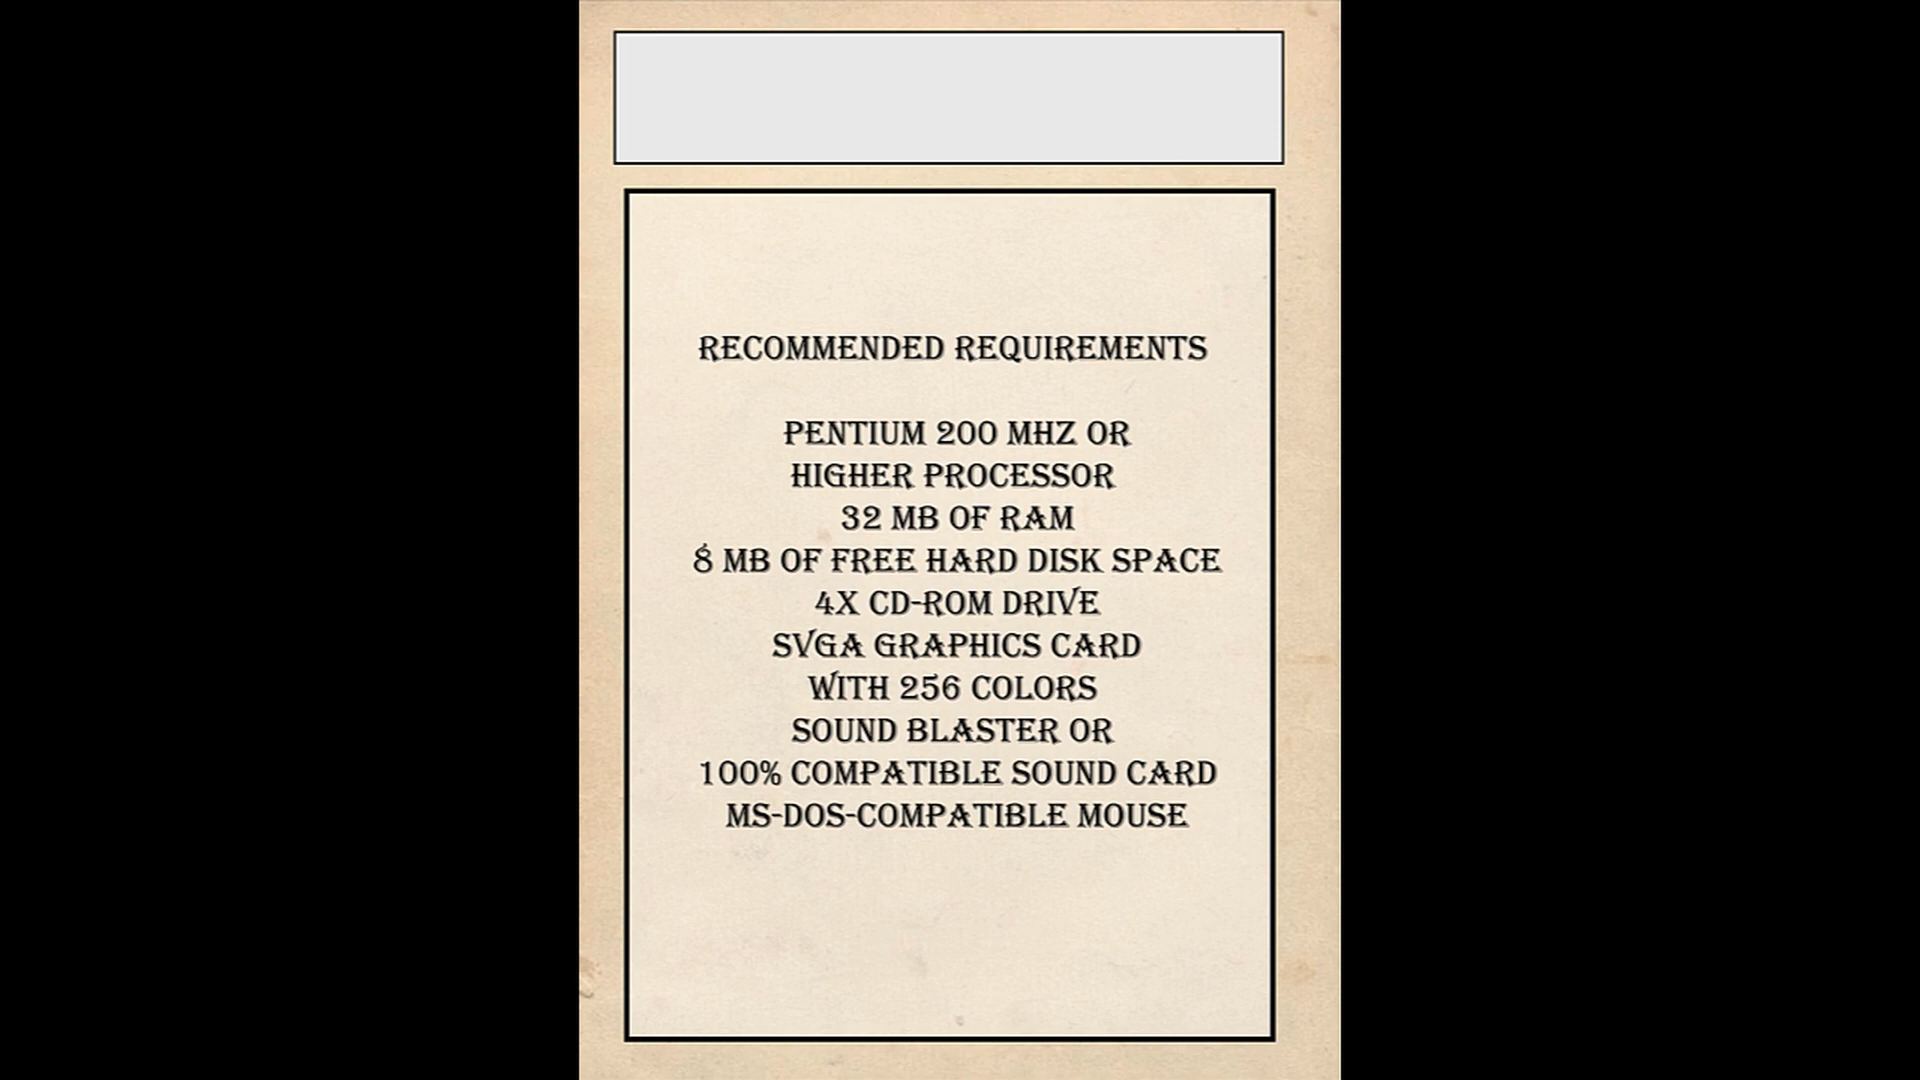 RECOMMENDED REQUIREMENTS
PENTIUM 200 MHZ OR
HIGHER PROCESSOR
32 MB OF RAM
8 MB OF FREE HARD DISK SPACE
4X CD-ROM DRIVE
SVGA GRAPHICS CARD
WITH 256 COLORS
SOUND BLASTER OR
100% COMPATIBLE SOUND CARD
MS-DOS-COMPATIBLE MOUSE